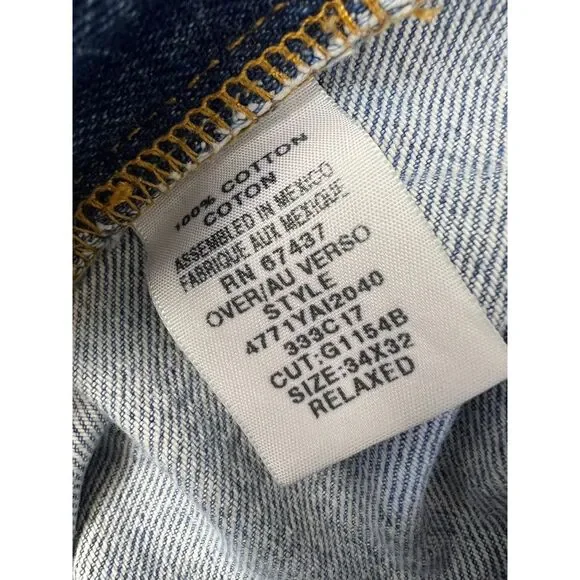 100% COTTON
COTON
ASSEMBLED IN MEXICO
FABRIQUE AUX MEXIQUE
RN 67437
OVER/AU VERSO
STYLE
4771YAI2040
333C17
CUT:G1154B
SIZE:34X32
RELAXED